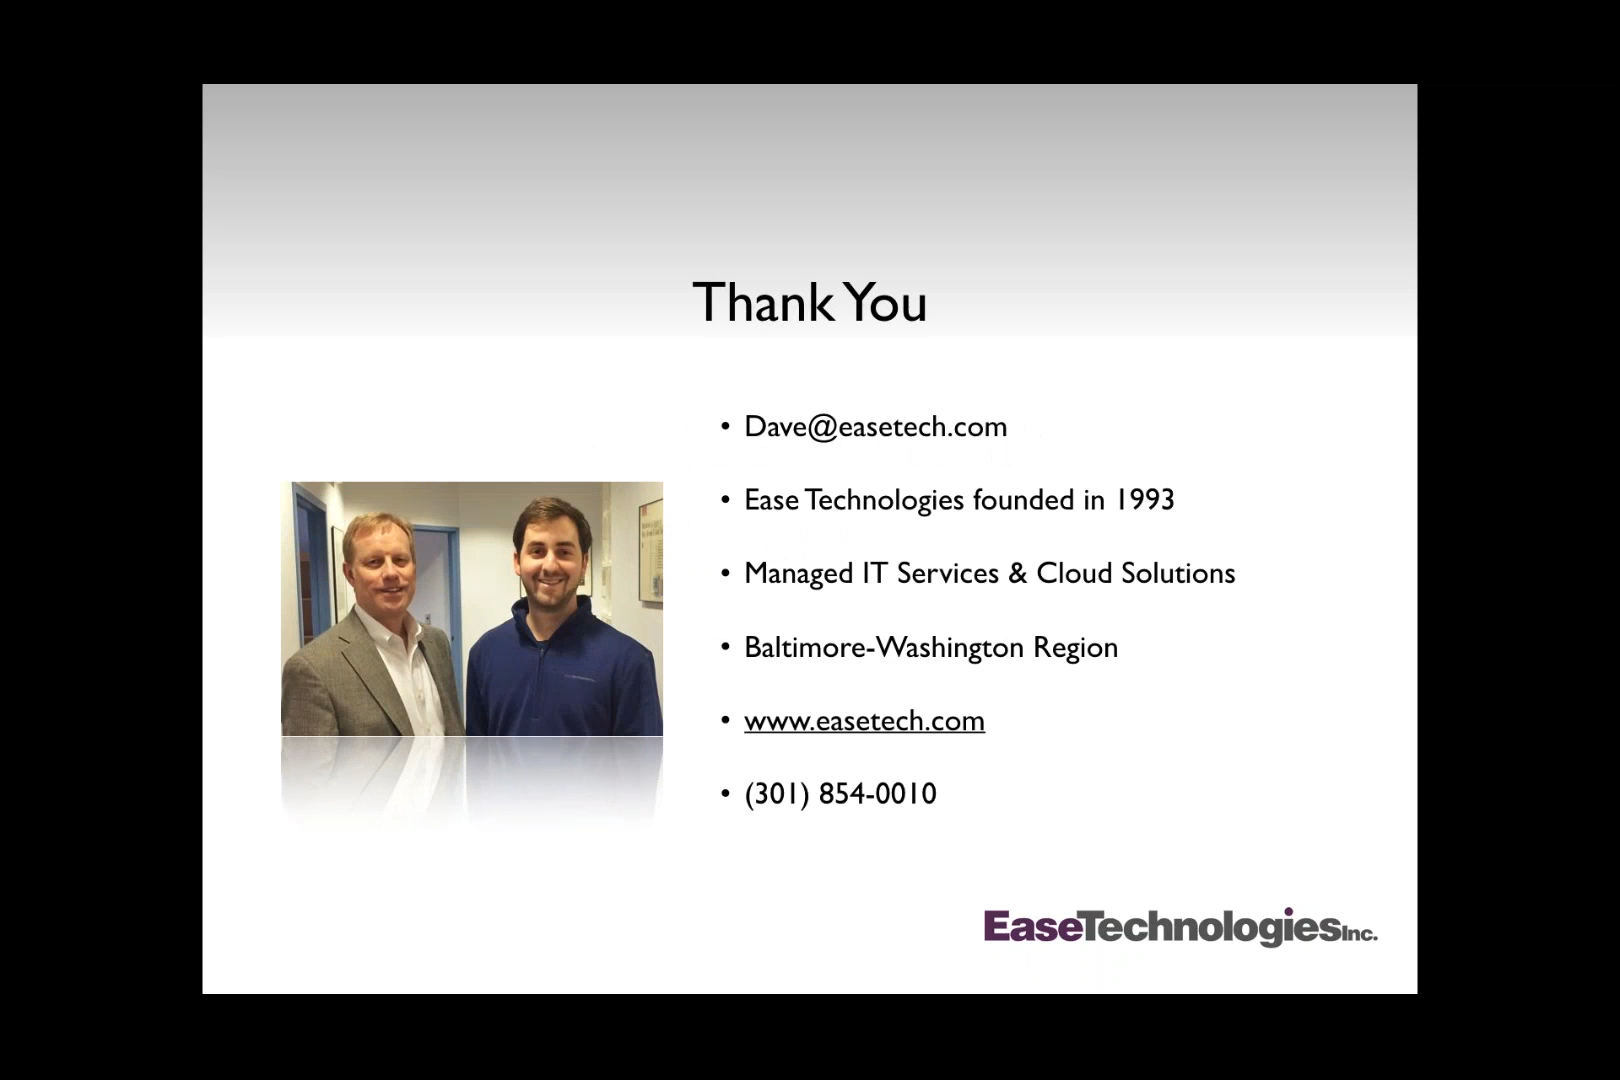 Thank You
• Dave@easetech.com
• Ease Technologies founded in 1993
• Managed IT Services & Cloud Solutions
• Baltimore-Washington Region
• www.easetech.com
• (301) 854-0010
EaseTechnologiesInc.